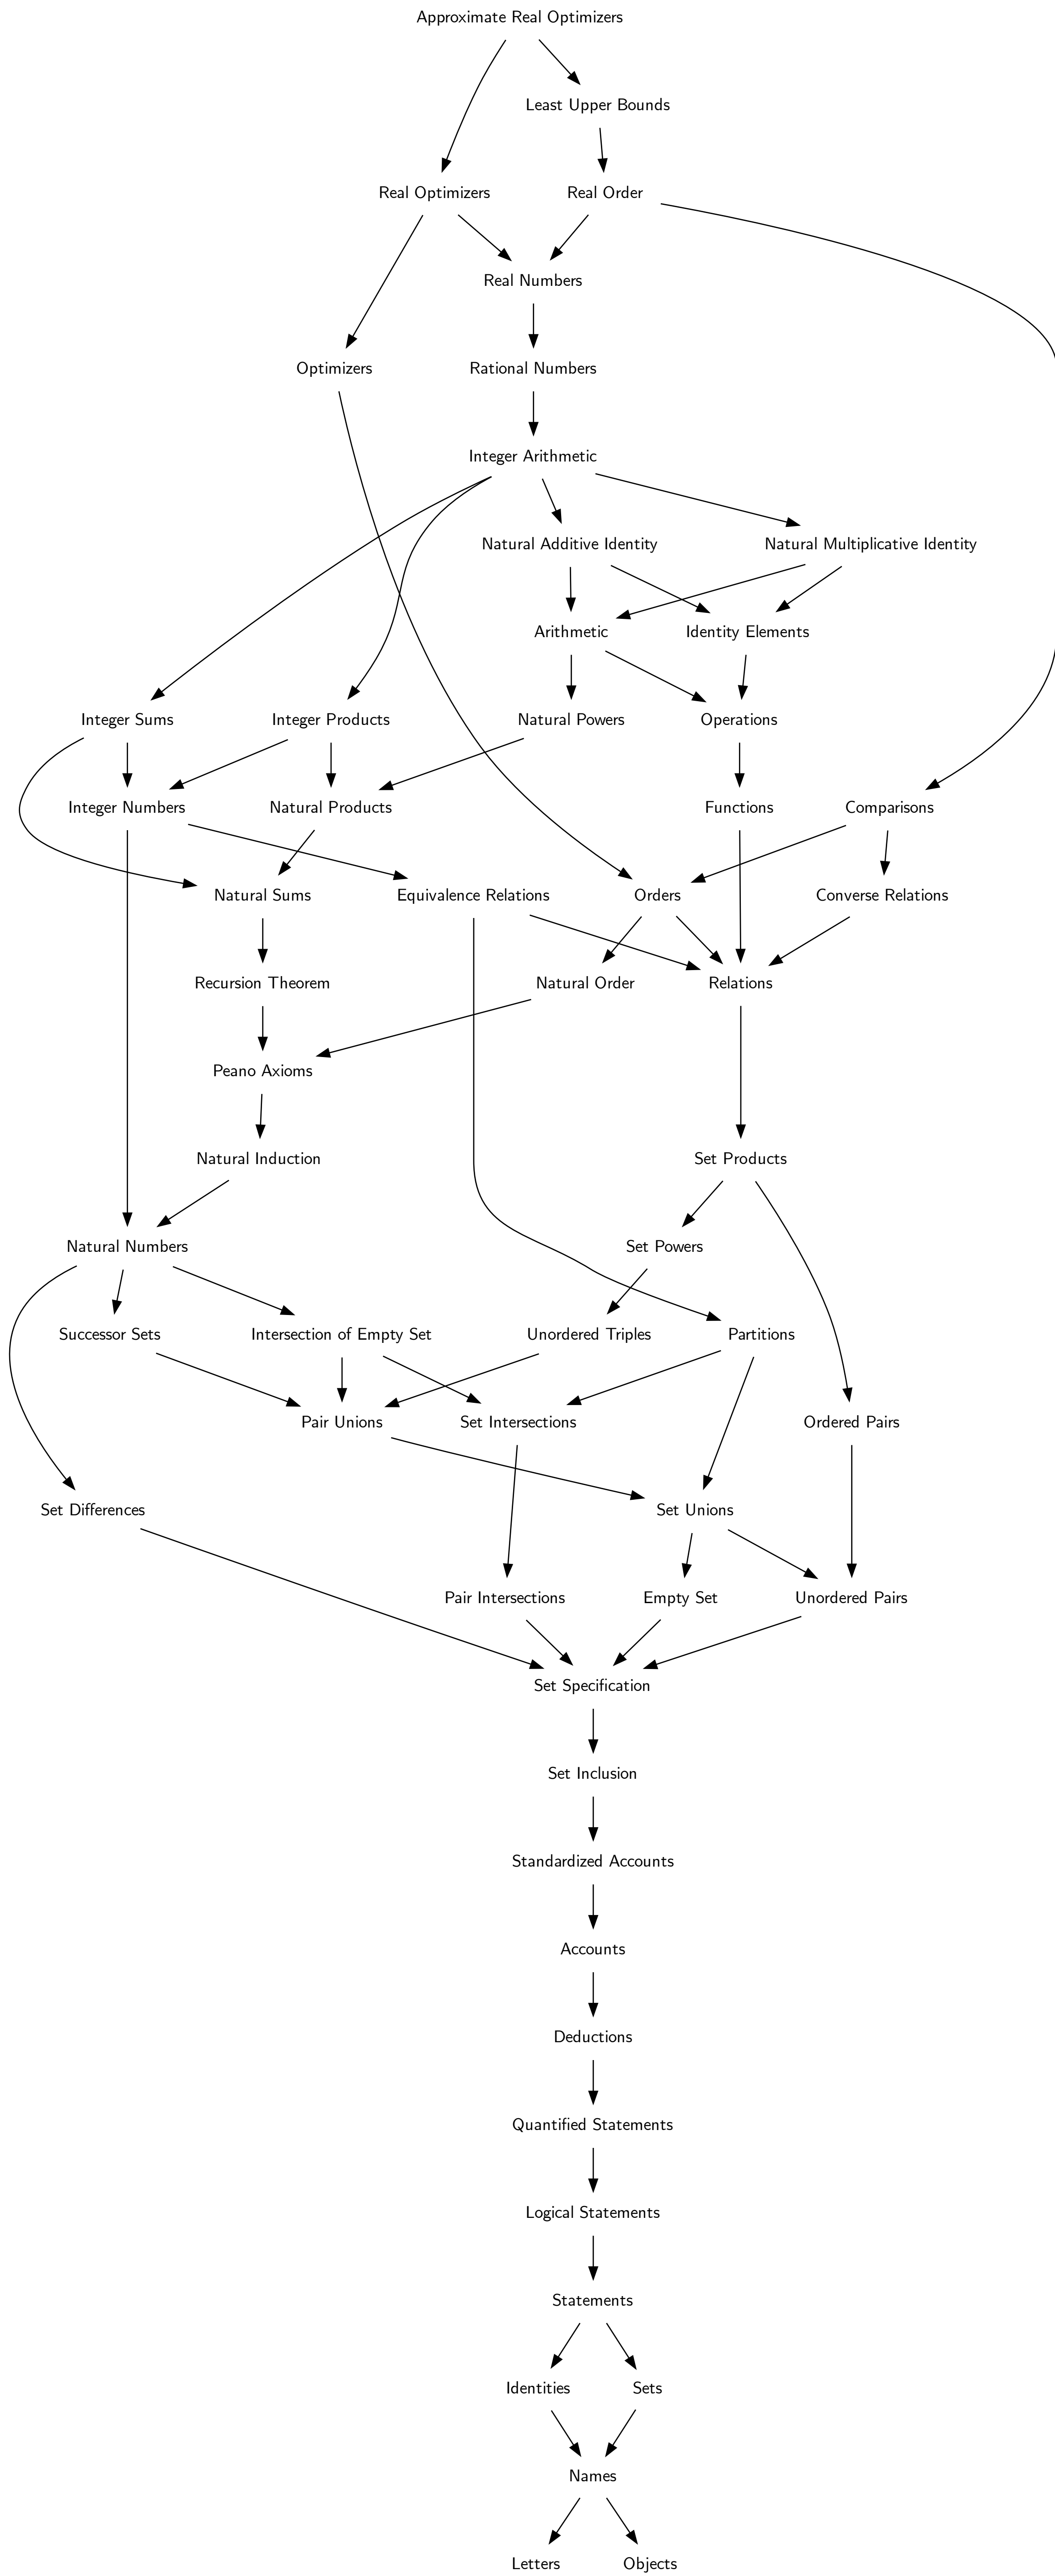 Approximate Real Optimizers
Least Upper Bounds
Real Optimizers
Real Order
Real Numbers
Optimizers
Rational Numbers
Integer Arithmetic
Natural Additive Identity
Natural Multiplicative Identity
Arithmetic
Identity Elements
Integer Sums
Integer Products
Natural Powers
Operations
Integer Numbers
Natural Products
Functions
Comparisons
Natural Sums
Equivalence Relations
Orders
Converse Relations
Recursion Theorem
Natural Order
Relations
Peano Axioms
Natural Induction
Set Products
Natural Numbers
Set Powers
Successor Sets
Intersection of Empty Set
Unordered Triples
Partitions
Pair Unions
Set Intersections
Ordered Pairs
Set Differences
Set Unions
Pair Intersections
Empty Set
Unordered Pairs
Set Specification
Set Inclusion
Standardized Accounts
Accounts
Deductions
Quantified Statements
Logical Statements
Statements
Identities
Sets
Names
Letters
Objects